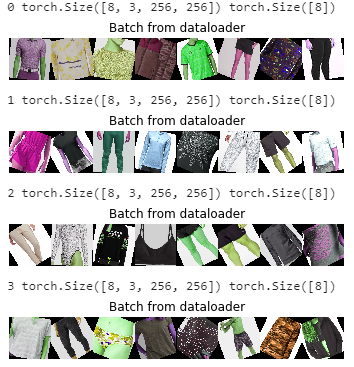 0 torch.Size([8, 3, 256, 256]) torch.Size([8])
Batch from dataloader
1 torch.Size([8, 3, 256, 256]) torch.Size([8])
Batch from dataloader
2 torch.Size([8, 3, 256, 256]) torch.Size([8])
Batch from dataloader
3 torch.Size([8, 3, 256, 256]) torch.Size([8])
Batch from dataloader